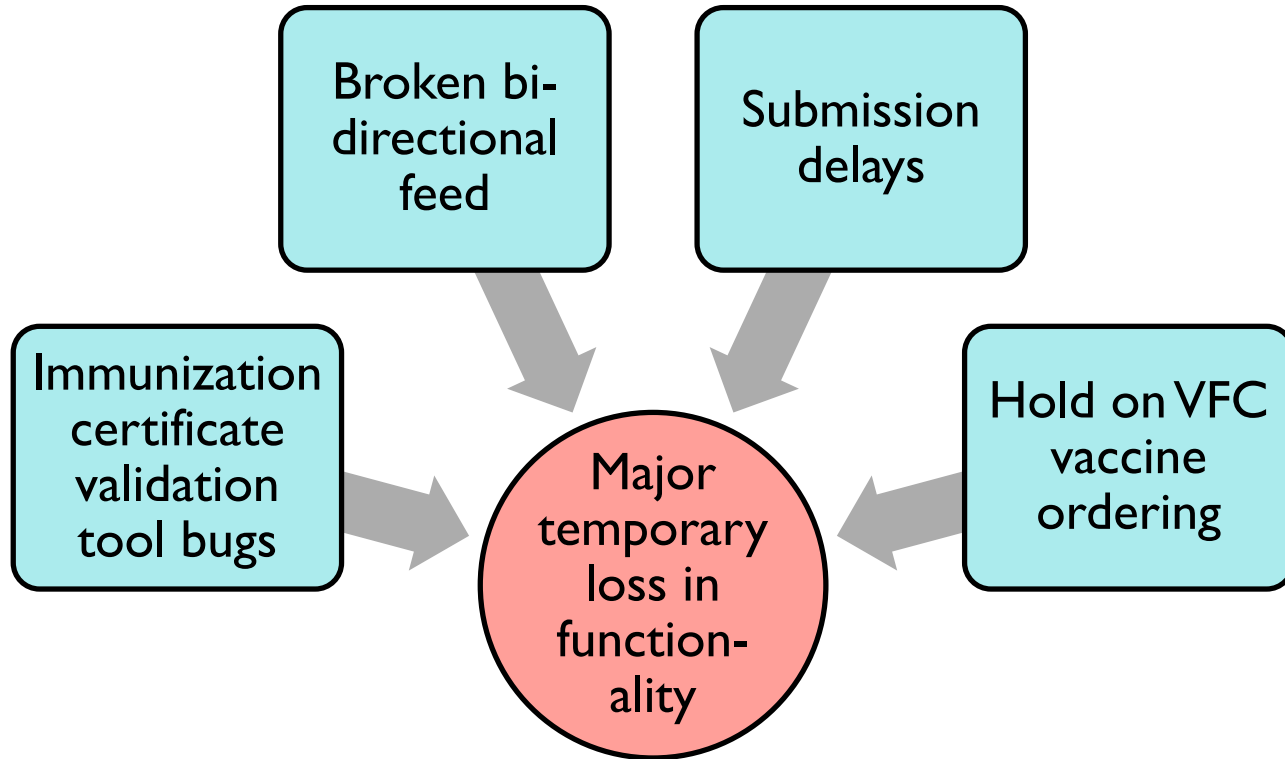 Broken bi-
directional
feed
Submission
delays
Immunization
certificate
validation
tool bugs
Hold on VFC
vaccine
ordering
Major
temporary
loss in
function-
ality